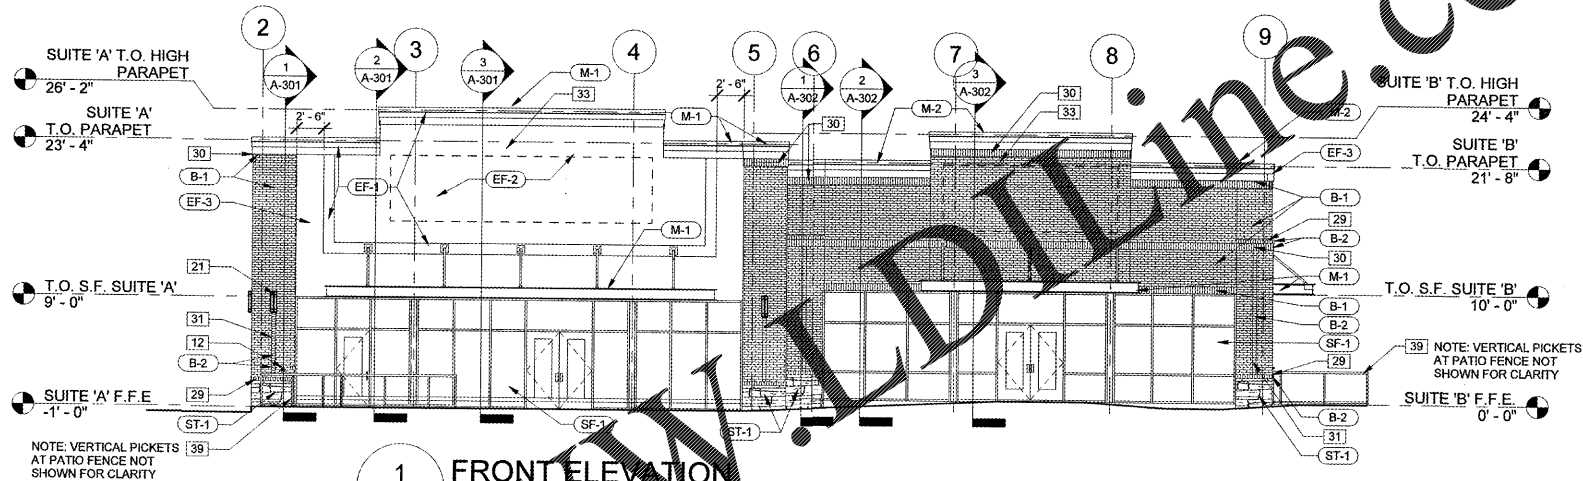 2
3
4
5
6
7
8
9
1
A-301
2
A-301
3
A-301
1
A-302
2
A-302
3
A-302
SUITE 'A' T.O. HIGH
PARAPET
26' - 2"
SUITE 'A'
T.O. PARAPET
23' - 4"
2' - 6"
M-1
33
2' - 6"
M-1
30
M-2
30
33
M-2
SUITE 'B' T.O. HIGH
PARAPET
24' - 4"
SUITE 'B'
T.O. PARAPET
21' - 8"
30
B-1
EF-3
EF-1
EF-2
M-1
EF-3
B-1
29
B-2
30
M-1
21
T.O. S.F. SUITE 'A'
9' - 0"
T.O. S.F. SUITE 'B'
10' - 0"
31
12
B-2
29
B-1
B-2
SF-1
29
39
NOTE: VERTICAL PICKETS
AT PATIO FENCE NOT
SHOWN FOR CLARITY
SUITE 'A' F.F.E
-1' - 0"
SUITE 'B' F.F.E.
0' - 0"
ST-1
SF-1
ST-1
B-2
31
ST-1
NOTE: VERTICAL PICKETS
AT PATIO FENCE NOT
SHOWN FOR CLARITY
39
1
FRONT ELEVATION
W.LDILine.c